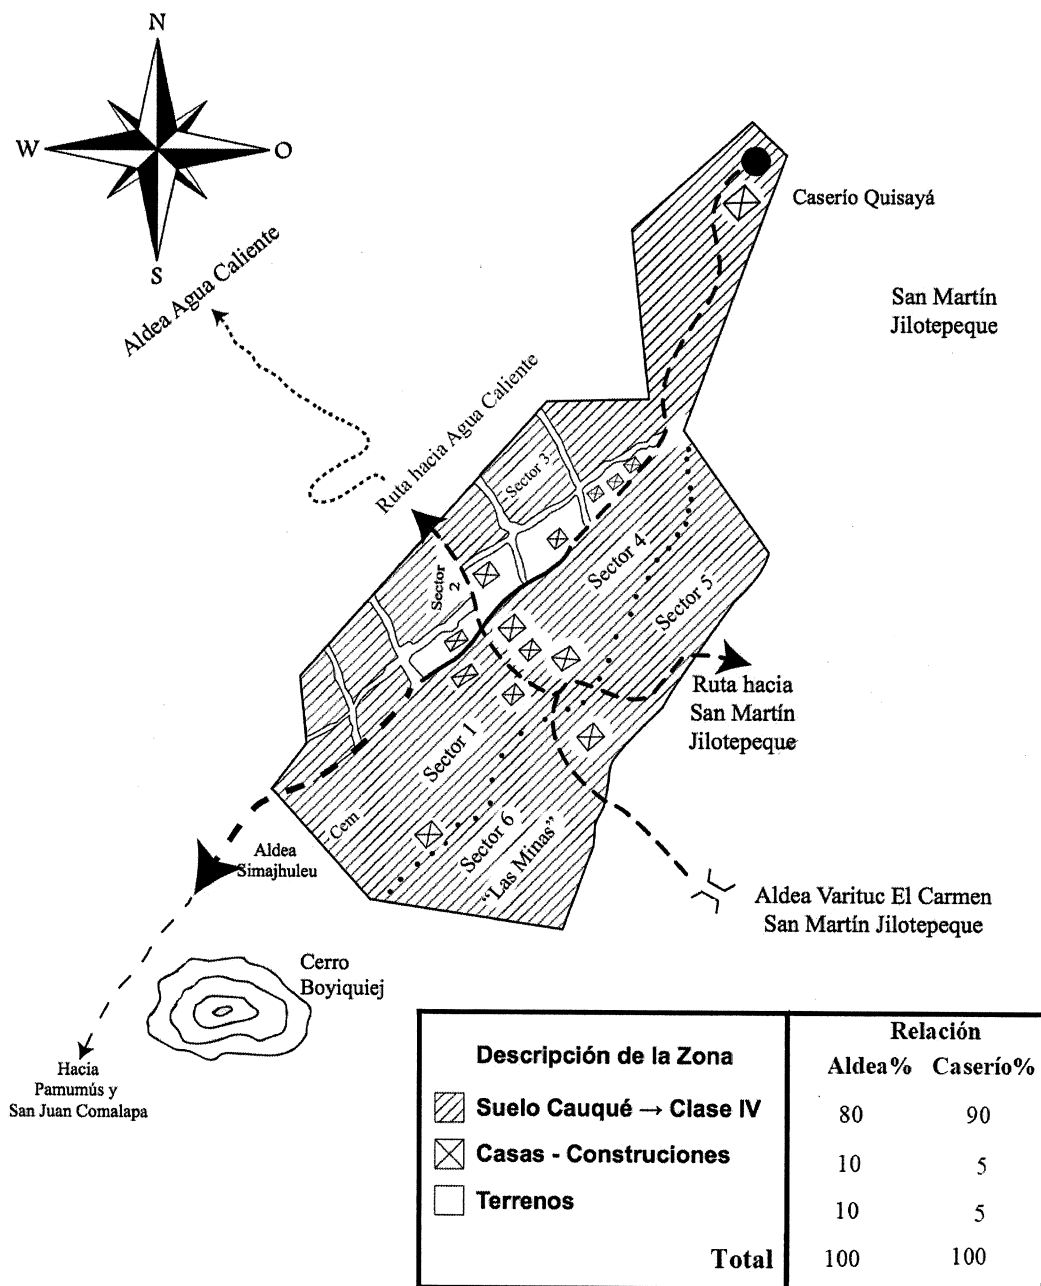 N
W
O
S
Aldea Agua Caliente
Ruta hacia Agua Caliente
Caserío Quisayá
San Martín
Jilotepeque
Sector 3
Sector
2
Sector 4
Sector 5
Ruta hacia
San Martín
Jilotepeque
Sector 1
Cem
Sector 6
“Las Minas”
Aldea
Simajhuleu
Aldea Varituc El Carmen
San Martín Jilotepeque
Cerro
Boyiquiej
Hacia
Pamumús y
San Juan Comalapa
Descripción de la Zona
Relación
Aldea% Caserío%
Suelo Cauqué → Clase IV 80 90
Casas - Construciones 10 5
Terrenos 10 5
Total 100 100